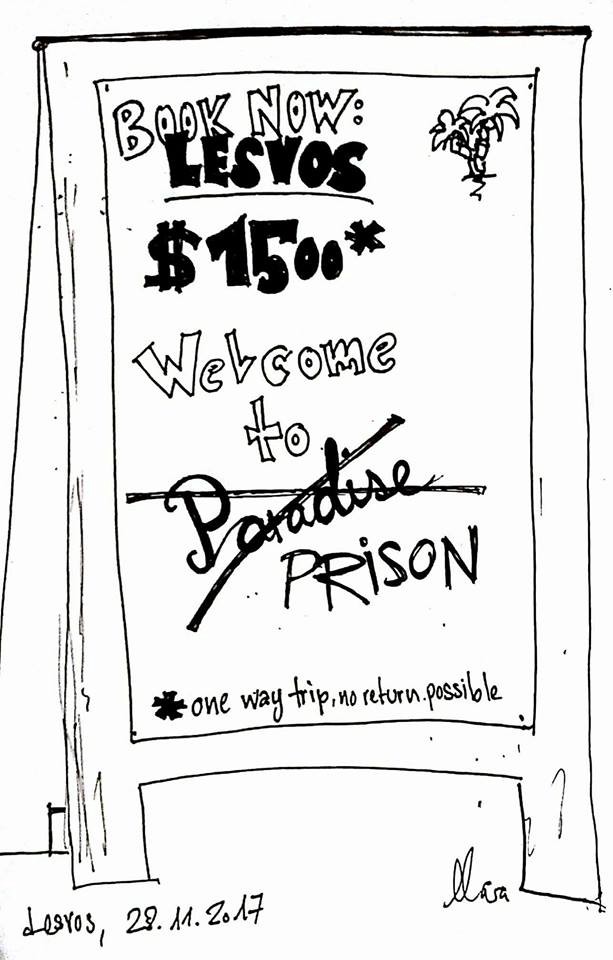 BOOK NOW:
LESVOS
$1500*
Welcome
to
Paradise
PRiSON
* one way trip, no return possible
Lesvos, 28.11.2017
Mara